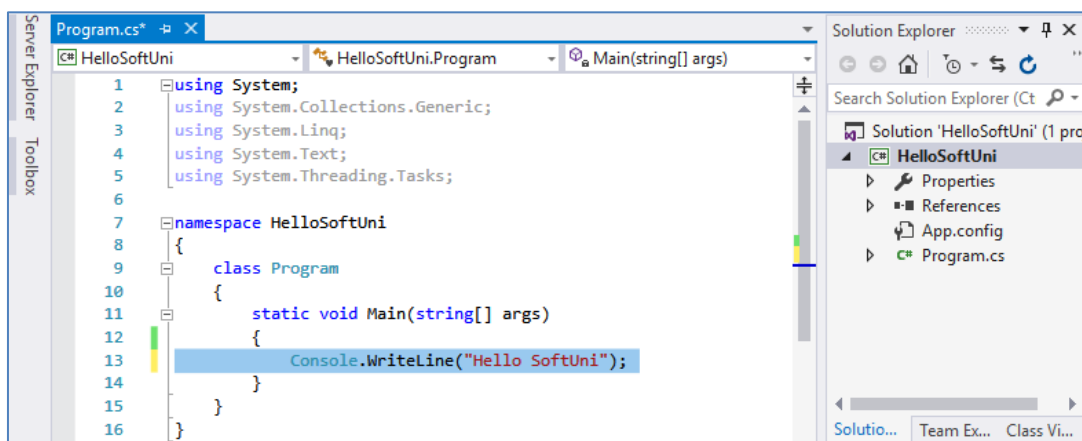 Server Explorer
Toolbox
Program.cs*
HelloSoftUni
HelloSoftUni.Program
Main(string[] args)
1 using System;
2 using System.Collections.Generic;
3 using System.Linq;
4 using System.Text;
5 using System.Threading.Tasks;
6
7 namespace HelloSoftUni
8 {
9 class Program
10 {
11 static void Main(string[] args)
12 {
13 Console.WriteLine("Hello SoftUni");
14 }
15 }
16 }
Solution Explorer
Search Solution Explorer (Ct
Solution 'HelloSoftUni' (1 pro
C# HelloSoftUni
Properties
References
App.config
C# Program.cs
Solutio... Team Ex... Class Vi...